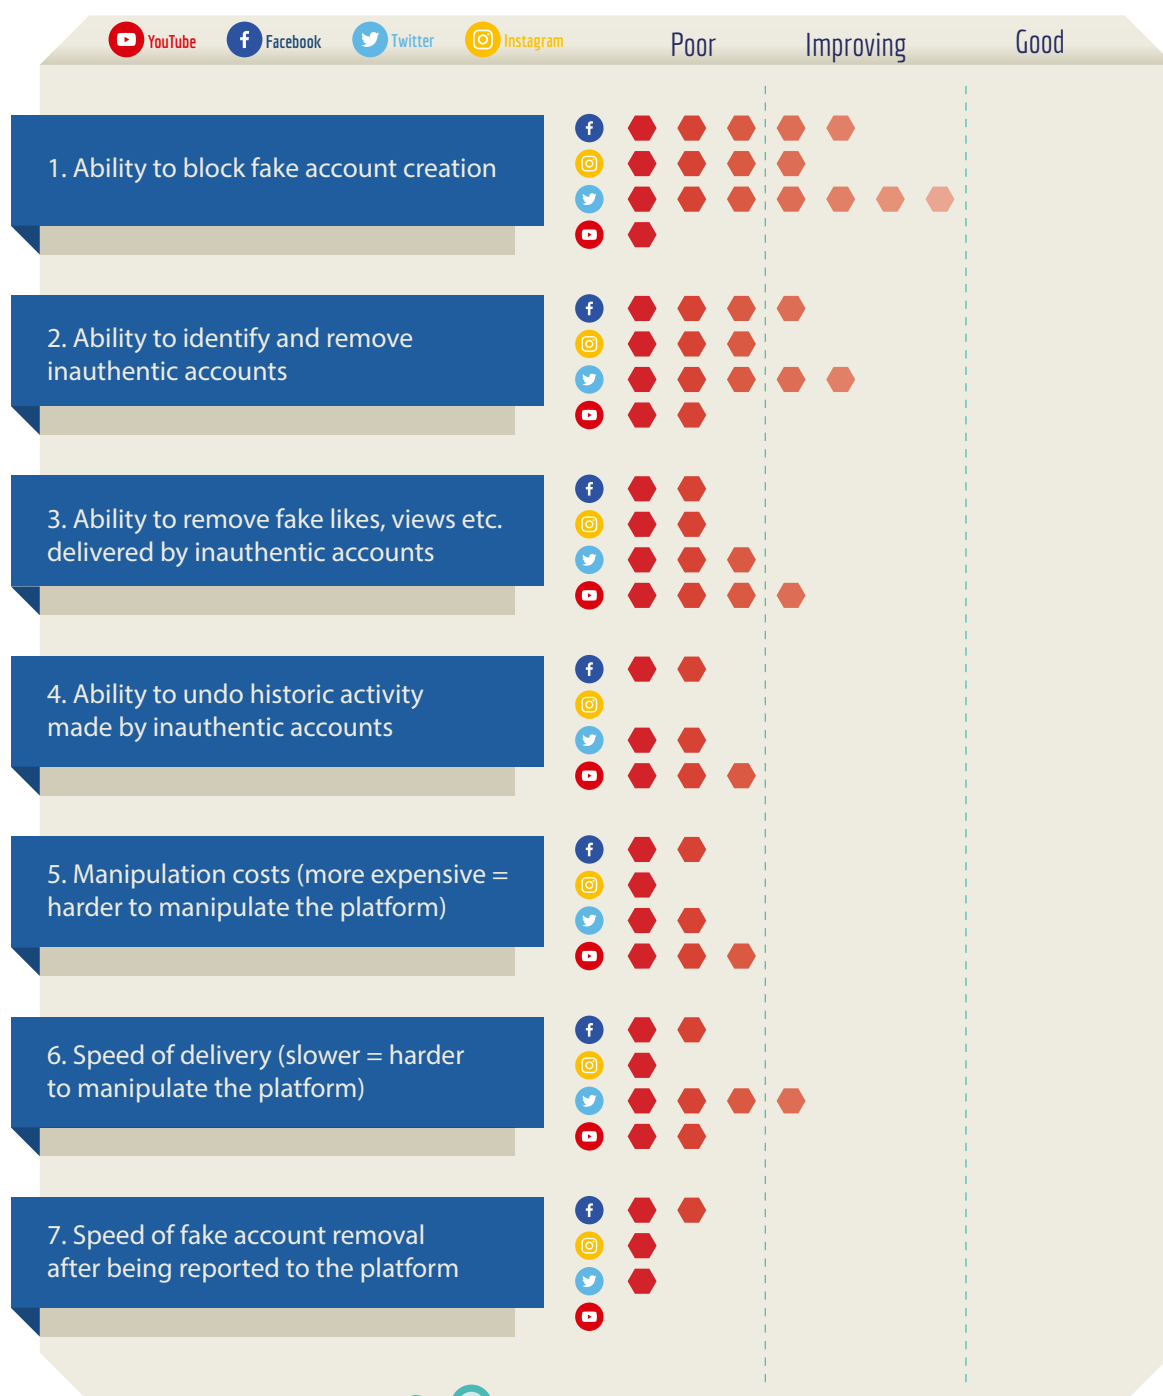 YouTube Facebook Twitter Instagram Poor Improving Good
1. Ability to block fake account creation
2. Ability to identify and remove
inauthentic accounts
3. Ability to remove fake likes, views etc.
delivered by inauthentic accounts
4. Ability to undo historic activity
made by inauthentic accounts
5. Manipulation costs (more expensive =
harder to manipulate the platform)
6. Speed of delivery (slower = harder
to manipulate the platform)
7. Speed of fake account removal
after being reported to the platform